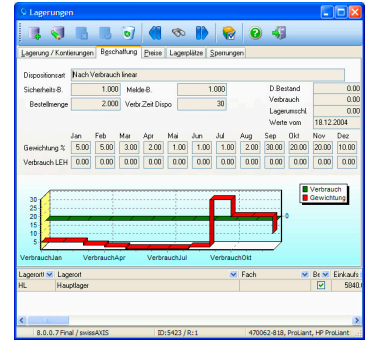 Lagerungen
Lagerung / Kontierungen Beschaffung Preise Lagerplätze Sperrungen
Dispositionsart Nach Verbrauch linear
Sicherheits-B. 1.000 Melde-B. 1.000 D.Bestand 0.00
Bestellmenge 2.000 Verbr.Zeit Dispo 30 Verbrauch 0.00
Lagerumschl. 0.00
Werte vom 18.12.2004
Jan Feb Mar Apr Mai Jun Jul Aug Sep Okt Nov Dez
Gewichtung % 5.00 5.00 3.00 2.00 1.00 1.00 1.00 2.00 30.00 20.00 20.00 10.00
Verbrauch LEH 0.00 0.00 0.00 0.00 0.00 0.00 0.00 0.00 0.00 0.00 0.00 0.00
Verbrauch
Gewichtung
30
25
20
15
10
5
0
VerbrauchJan VerbrauchApr VerbrauchJul VerbrauchOkt
Lagerort Lagerort Fach Be Einkaufs
HL Hauptlager 5840.
8.0.0.7 Final / swissAXIS ID:5423 / R:1 470062-818, ProLiant, HP ProLiant